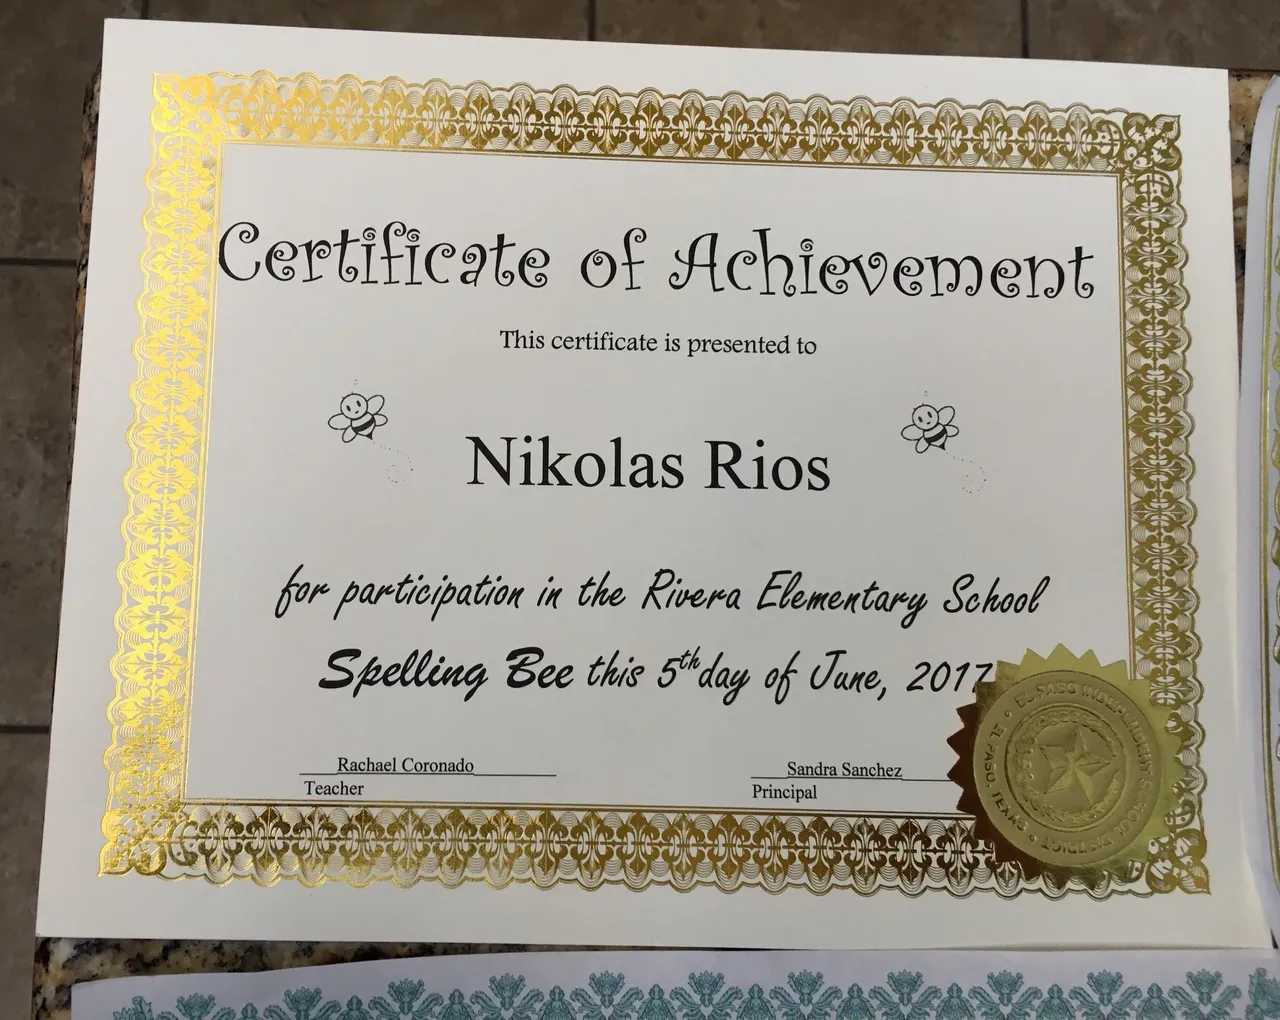 Certificate of Achievement
This certificate is presented to
Nikolas Rios
for participation in the Rivera Elementary School
Spelling Bee this 5th day of June, 2017
Rachael Coronado
Teacher
Sandra Sanchez
Principal
EL PASO INDEPENDENT SCHOOL DISTRICT
EL PASO, TEXAS